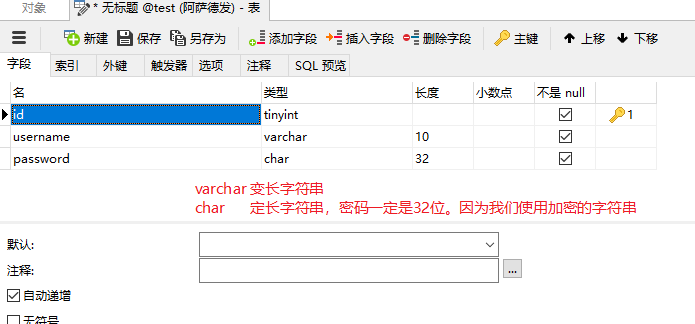 对象 * 无标题 @test (阿萨德发) - 表
新建 保存 另存为 添加字段 插入字段 删除字段 主键 上移 下移
字段 索引 外键 触发器 选项 注释 SQL 预览
名 类型 长度 小数点 不是 null
id tinyint 1
username varchar 10
password char 32
varchar 变长字符串
char 定长字符串，密码一定是32位。因为我们使用加密的字符串
默认:
注释: ...
自动递增
无符号